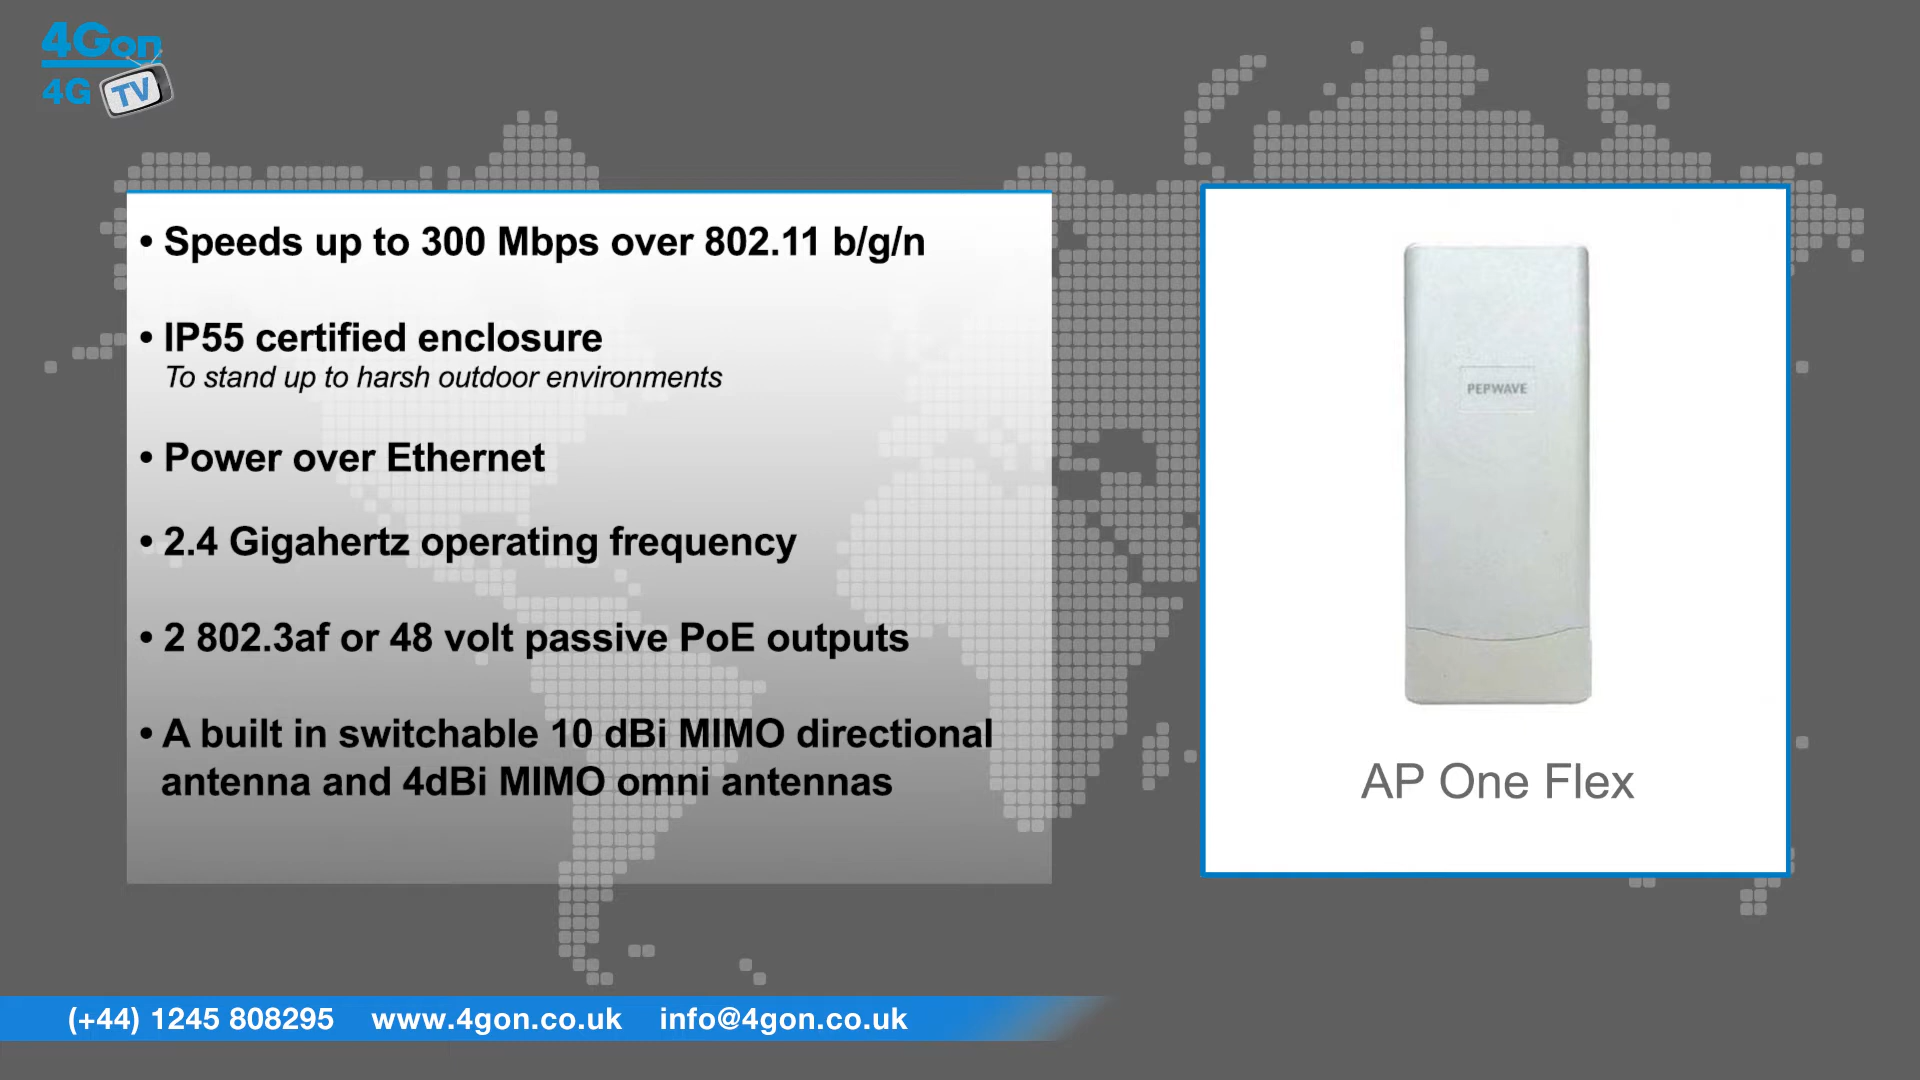 4Gon
4G TV
• Speeds up to 300 Mbps over 802.11 b/g/n
• IP55 certified enclosure
To stand up to harsh outdoor environments
• Power over Ethernet
• 2.4 Gigahertz operating frequency
• 2 802.3af or 48 volt passive PoE outputs
• A built in switchable 10 dBi MIMO directional
antenna and 4dBi MIMO omni antennas
PEPWAVE
AP One Flex
(+44) 1245 808295 www.4gon.co.uk info@4gon.co.uk